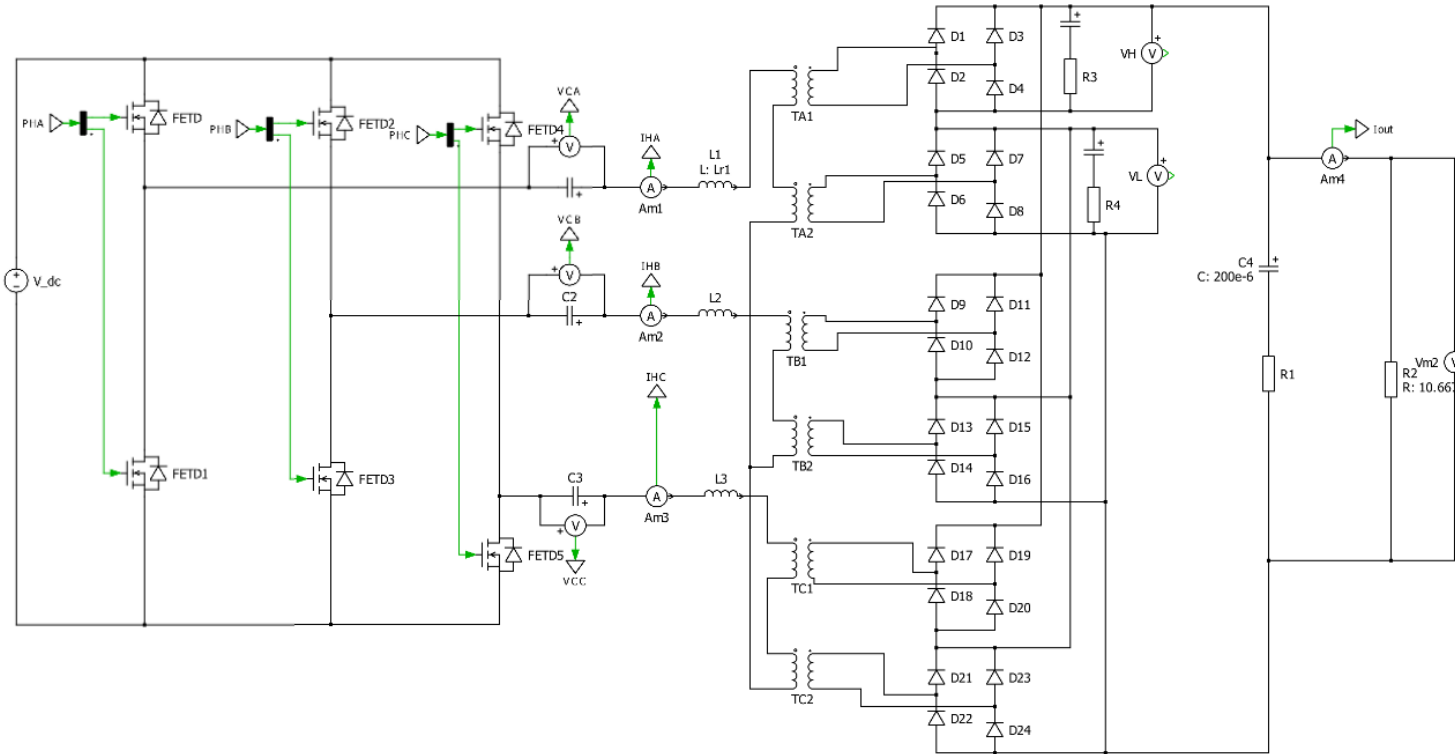 D1
D3
VH
V
D2
D4
R3
TA1
VCA
PHA
FETD
PHB
FETD2
PHC
FETD4
V
IHA
L1
L: Lr1
A
Am1
D5
D7
VL
V
D6
D8
R4
TA2
Iout
A
Am4
VCB
V
C2
IHB
A
Am2
L2
V_dc
C4
C: 200e-6
D9
D11
D10
D12
TB1
R1
Vm2
R2
R: 10.667
IHC
D13
D15
D14
D16
TB2
FETD1
FETD3
C3
V
VCC
A
Am3
L3
FETD5
D17
D19
D18
D20
TC1
D21
D23
D22
D24
TC2